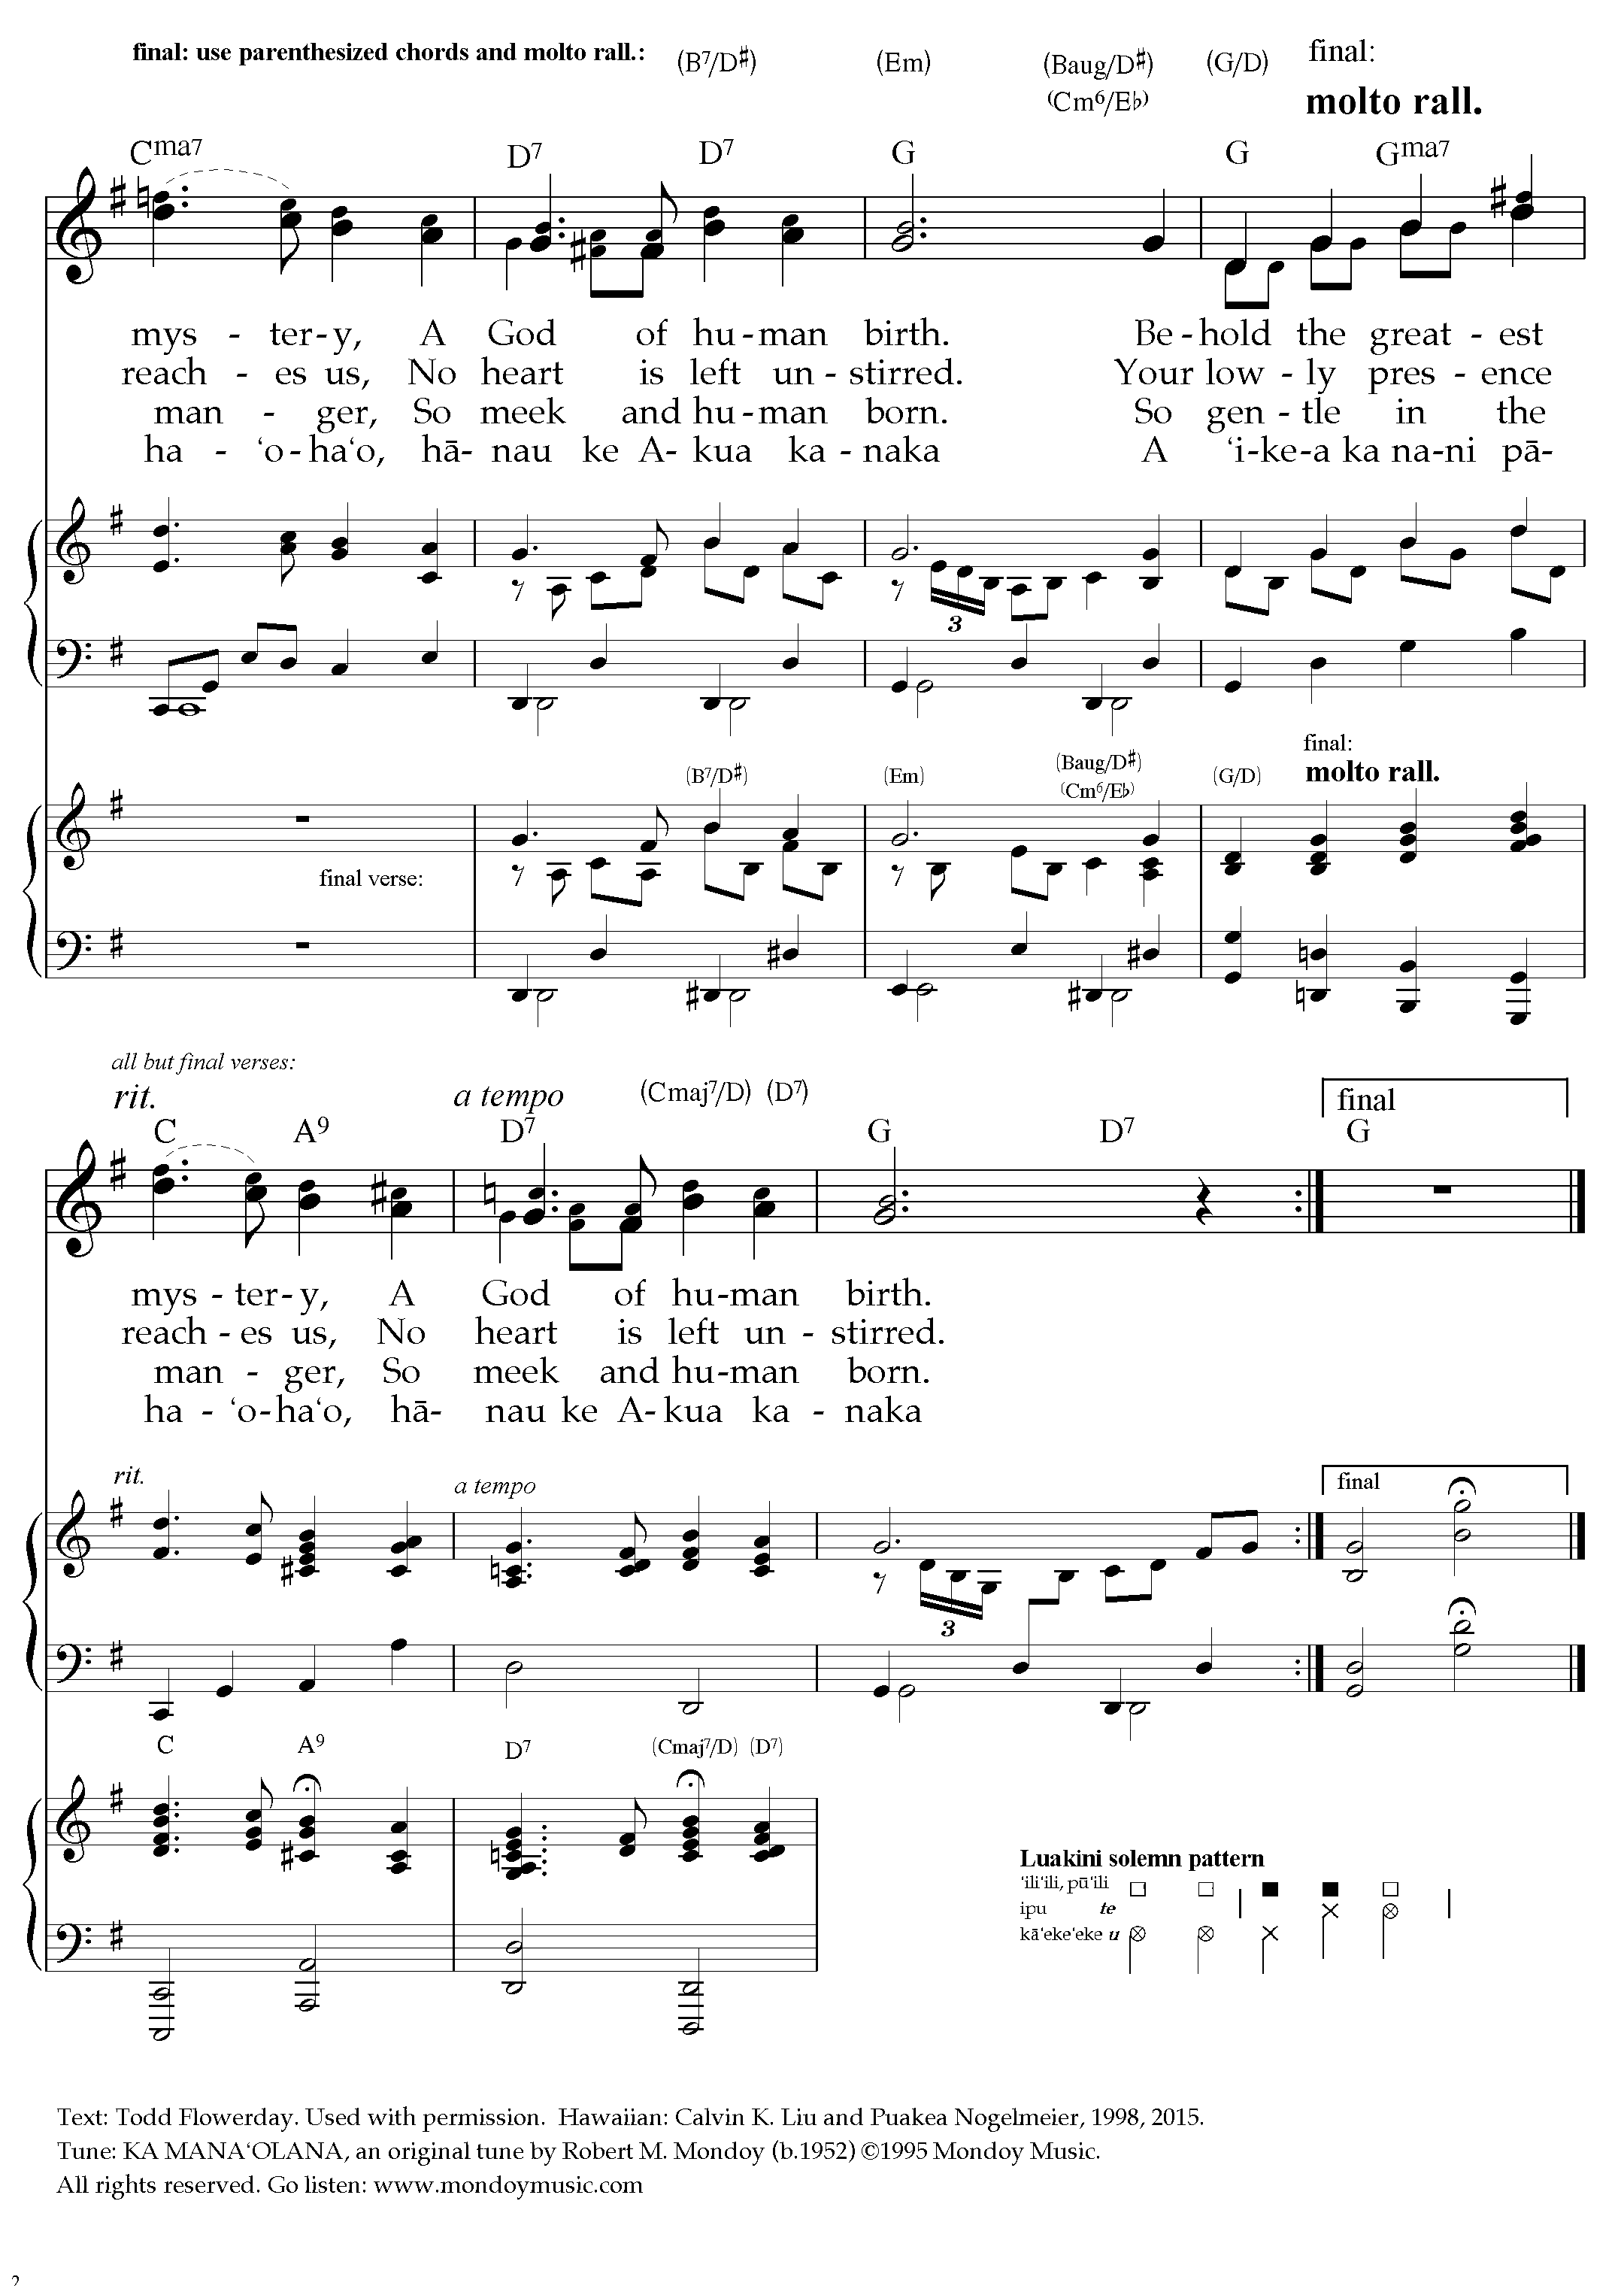 final: use parenthesized chords and molto rall.: (B7/D♯) (Em) (Baug/D♯) (G/D) final:
(Cm6/E♭) molto rall.
Cma7 D7 D7 G G Gma7
mys - ter-y, A God of hu-man birth. Be-hold the great - est
reach - es us, No heart is left un - stirred. Your low - ly pres - ence
man - ger, So meek and hu-man born. So gen - tle in the
ha - ʻo-haʻo, hā- nau ke A- kua ka - naka A ʻi-ke-a ka na-ni pā-
3
final:
(B7/D♯) (Em) (Baug/D♯) (G/D) molto rall.
(Cm6/E♭)
final verse:
all but final verses:
rit. a tempo (Cmaj7/D) (D7) final
C A9 D7 G D7 G
mys - ter-y, A God of hu-man birth.
reach - es us, No heart is left un - stirred.
man - ger, So meek and hu-man born.
ha - ʻo-haʻo, hā- nau ke A- kua ka - naka
rit. a tempo final
3
C A9 D7 (Cmaj7/D) (D7)
Luakini solemn pattern
ʻiliʻili, pūʻili
ipu te
kāʻekeʻeke u
Text: Todd Flowerday. Used with permission. Hawaiian: Calvin K. Liu and Puakea Nogelmeier, 1998, 2015.
Tune: KA MANAʻOLANA, an original tune by Robert M. Mondoy (b.1952) ©1995 Mondoy Music.
All rights reserved. Go listen: www.mondoymusic.com
2